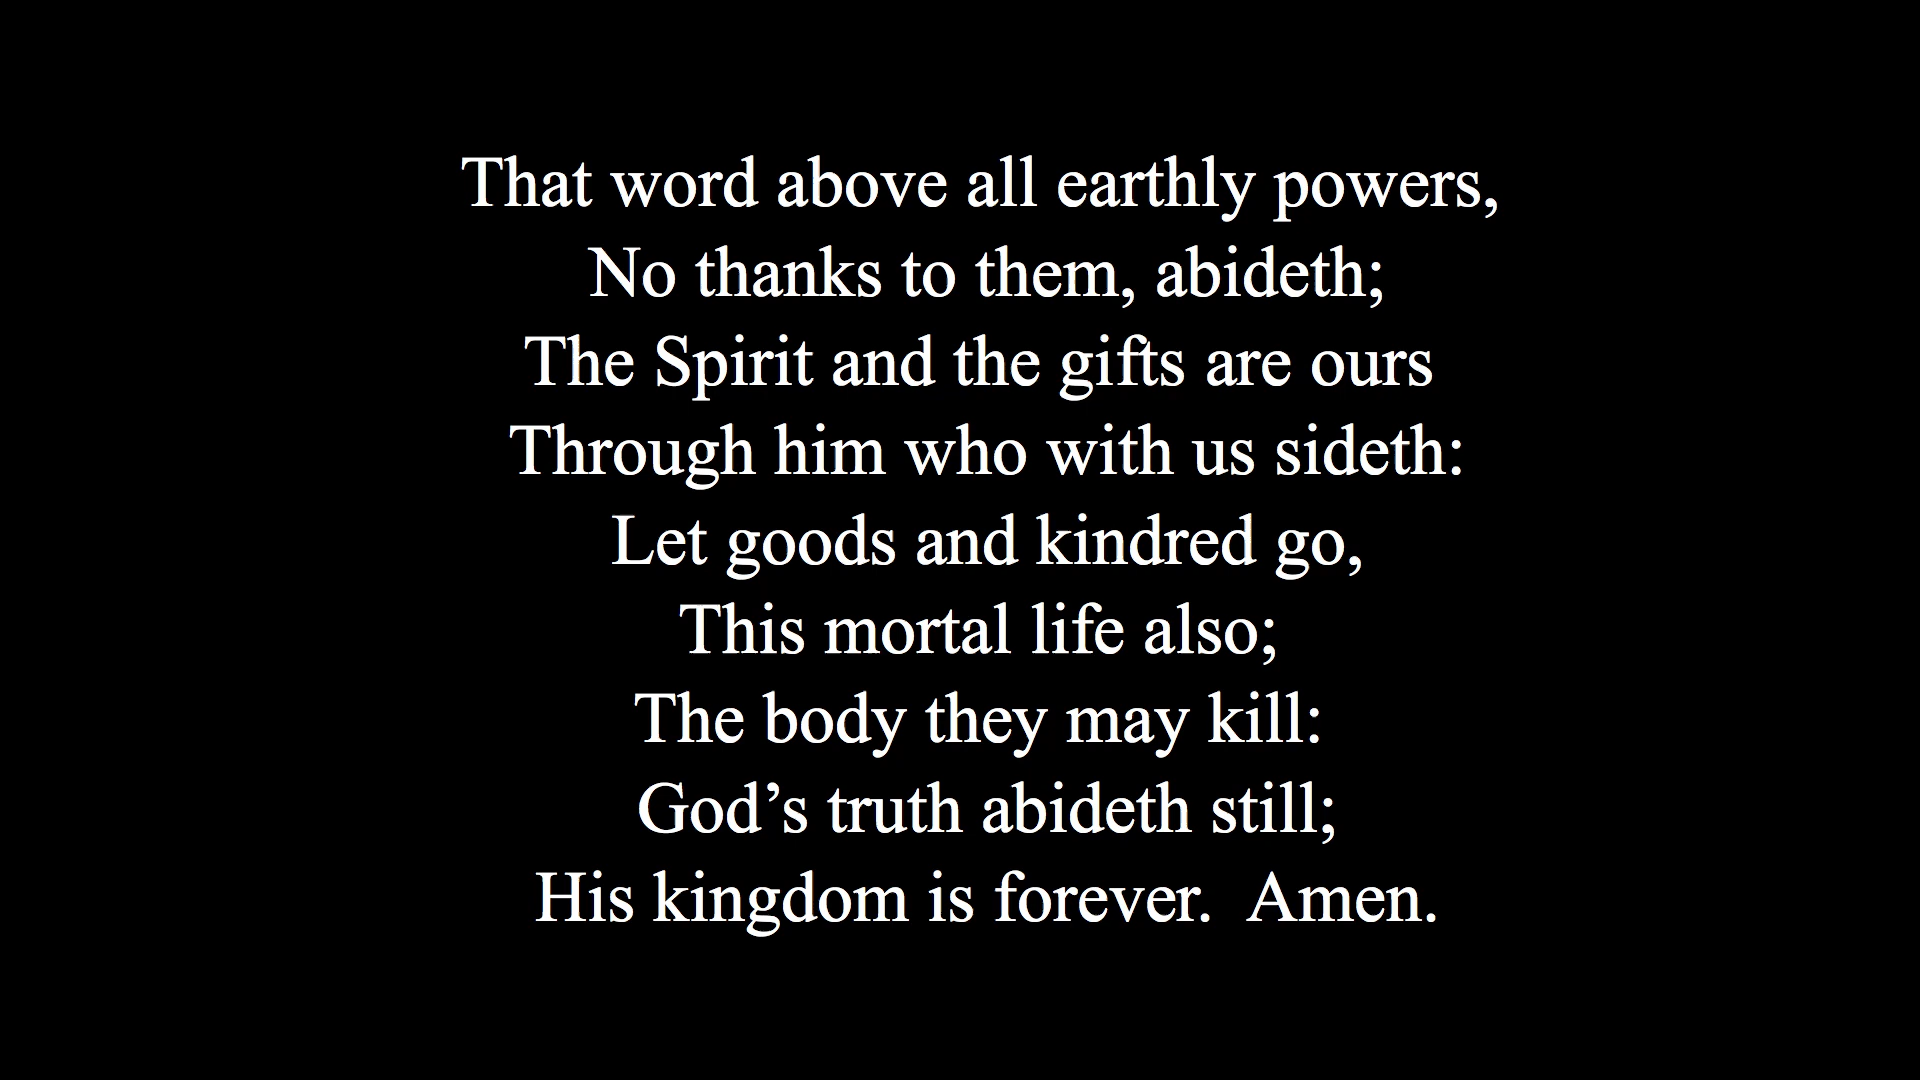 That word above all earthly powers,
No thanks to them, abideth;
The Spirit and the gifts are ours
Through him who with us sideth:
Let goods and kindred go,
This mortal life also;
The body they may kill:
God’s truth abideth still;
His kingdom is forever.  Amen.